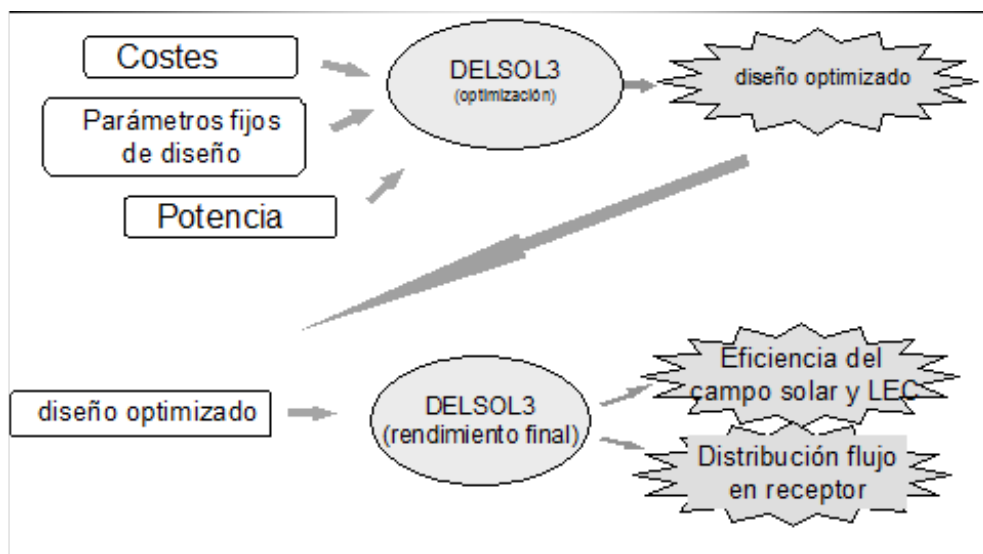 Costes
Parámetros fijos
de diseño
Potencia
DELSOL3
(optimización)
diseño optimizado
diseño optimizado
DELSOL3
(rendimiento final)
Eficiencia del
campo solar y LEC
Distribución flujo
en receptor